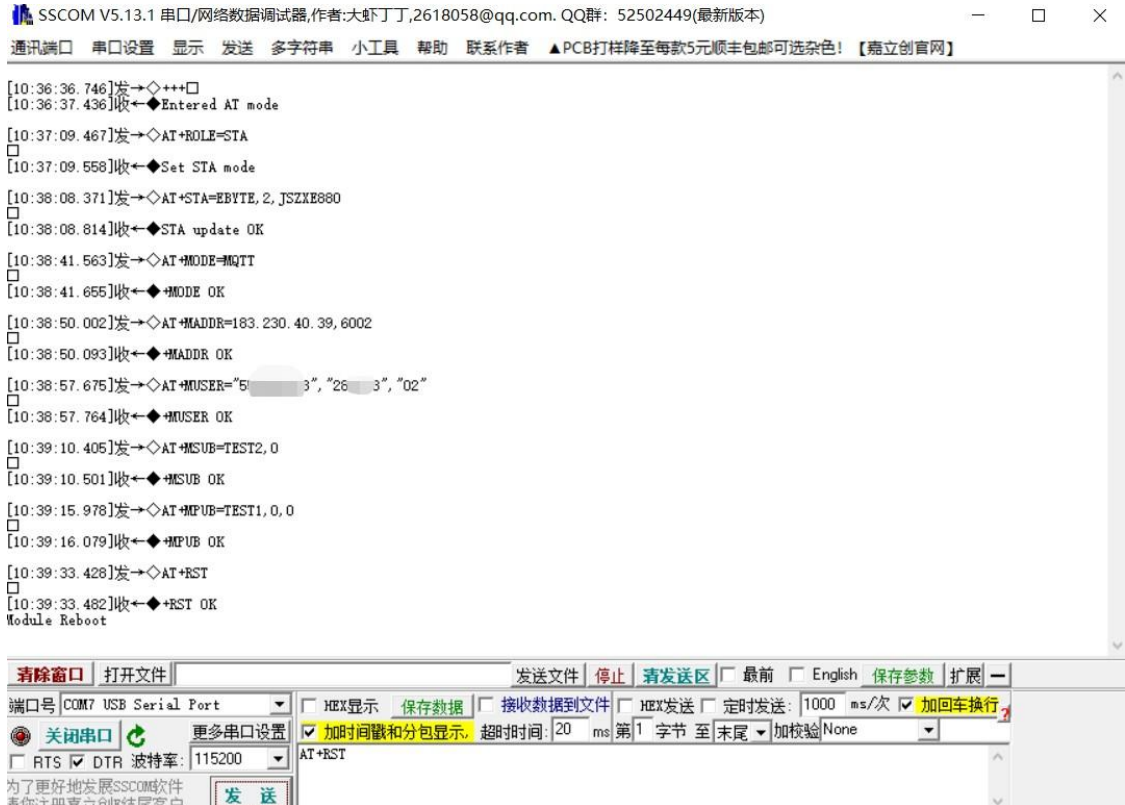 SSCOM V5.13.1 串口/网络数据调试器,作者:大虾丁丁,2618058@qq.com. QQ群：52502449(最新版本)
通讯端口 串口设置 显示 发送 多字符串 小工具 帮助 联系作者 ▲PCB打样降至每款5元顺丰包邮可选杂色!【嘉立创官网】
[10:36:36.746]发→◇+++□
[10:36:37.436]收←◆Entered AT mode
[10:37:09.467]发→◇AT+ROLE=STA
□
[10:37:09.558]收←◆Set STA mode
[10:38:08.371]发→◇AT+STA=EBYTE,2,JSZXE880
□
[10:38:08.814]收←◆STA update OK
[10:38:41.563]发→◇AT+MODE=MQTT
□
[10:38:41.655]收←◆+MODE OK
[10:38:50.002]发→◇AT+MADDR=183.230.40.39,6002
□
[10:38:50.093]收←◆+MADDR OK
[10:38:57.675]发→◇AT+MUSER="5 3","26 3","02"
□
[10:38:57.764]收←◆+MUSER OK
[10:39:10.405]发→◇AT+MSUB=TEST2,0
□
[10:39:10.501]收←◆+MSUB OK
[10:39:15.978]发→◇AT+MPUB=TEST1,0,0
□
[10:39:16.079]收←◆+MPUB OK
[10:39:33.428]发→◇AT+RST
□
[10:39:33.482]收←◆+RST OK
Module Reboot
清除窗口 打开文件 发送文件 停止 清发送区 最前 English 保存参数 扩展 —
端口号 COM7 USB Serial Port HEX显示 保存数据 接收数据到文件 HEX发送 定时发送: 1000 ms/次 加回车换行 ?
关闭串口 更多串口设置 加时间戳和分包显示, 超时时间: 20 ms 第1 字节 至 末尾 加校验 None
RTS DTR 波特率: 115200 AT+RST
为了更好地发展SSCOM软件
发 送